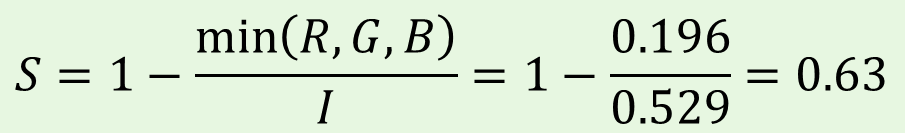 S = 1 − min(R, G, B) / I = 1 − 0.196 / 0.529 = 0.63